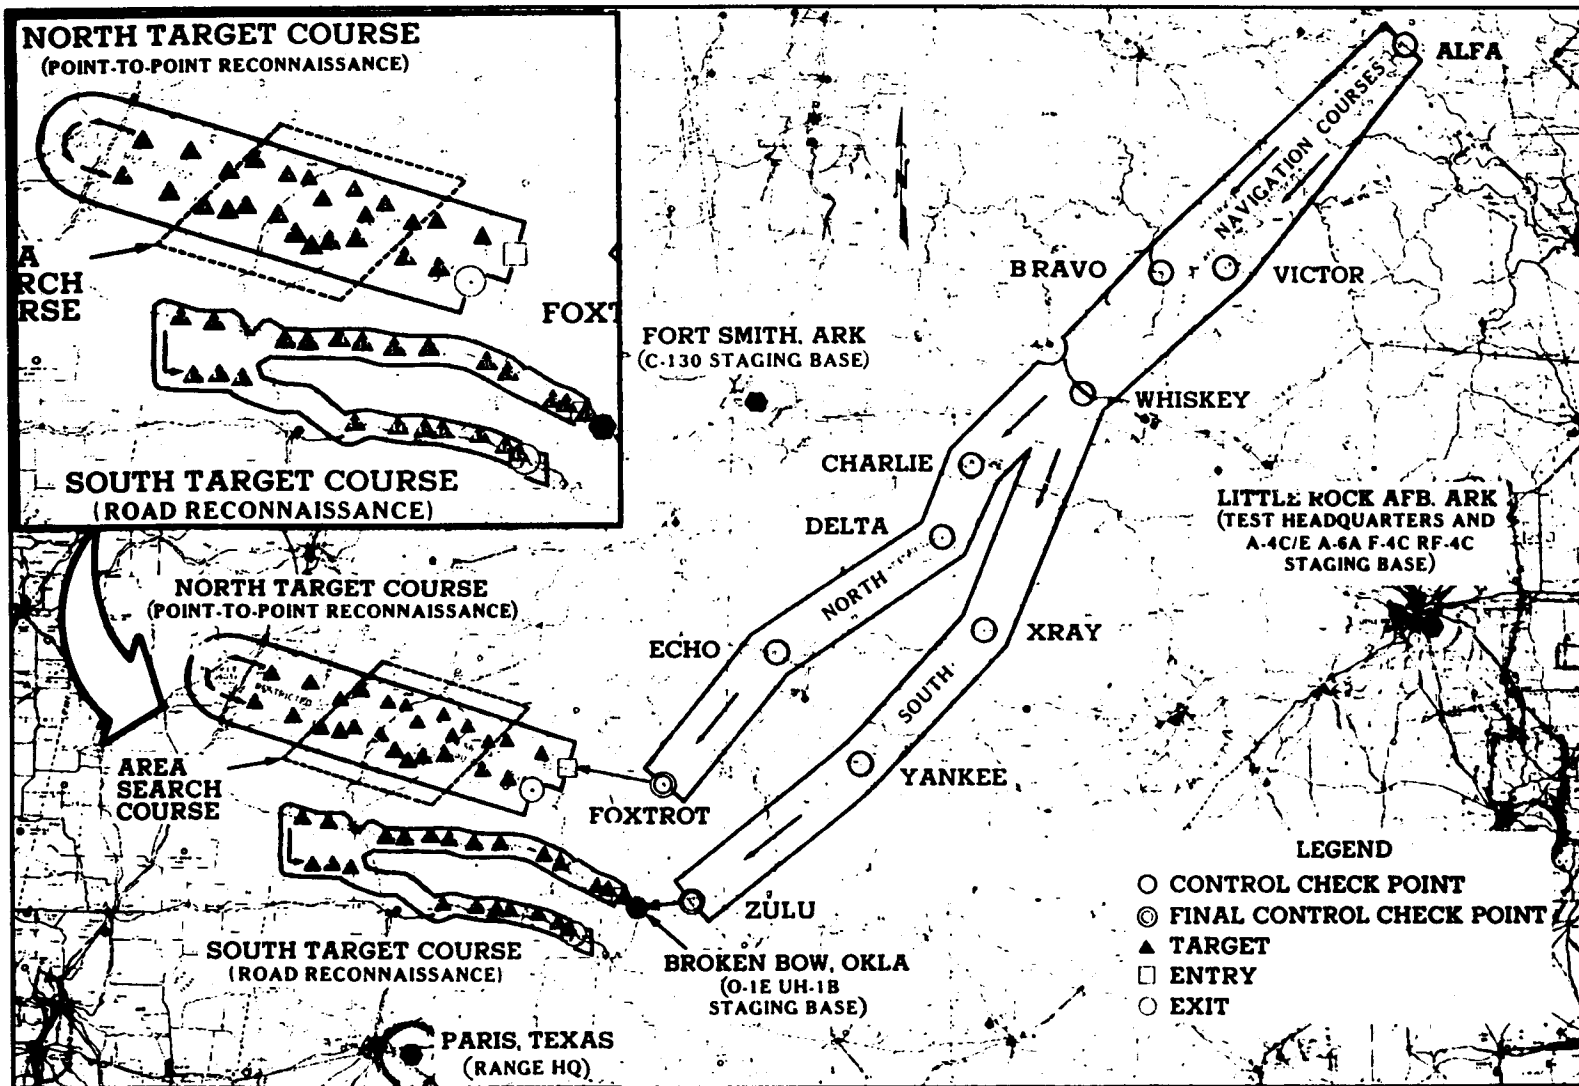 NORTH TARGET COURSE
(POINT-TO-POINT RECONNAISSANCE)
A
RCH
RSE
FOXT
SOUTH TARGET COURSE
(ROAD RECONNAISSANCE)
ALFA
NAVIGATION COURSES
BRAVO
VICTOR
FORT SMITH, ARK
(C-130 STAGING BASE)
WHISKEY
CHARLIE
LITTLE ROCK AFB. ARK
(TEST HEADQUARTERS AND
A-4C/E A-6A F-4C RF-4C
STAGING BASE)
DELTA
NORTH
XRAY
ECHO
SOUTH
YANKEE
NORTH TARGET COURSE
(POINT-TO-POINT RECONNAISSANCE)
RESTRICTED
AREA
SEARCH
COURSE
FOXTROT
ZULU
SOUTH TARGET COURSE
(ROAD RECONNAISSANCE)
BROKEN BOW, OKLA
(O-1E UH-1B
STAGING BASE)
PARIS, TEXAS
(RANGE HQ)
LEGEND
CONTROL CHECK POINT
FINAL CONTROL CHECK POINT
TARGET
ENTRY
EXIT
N